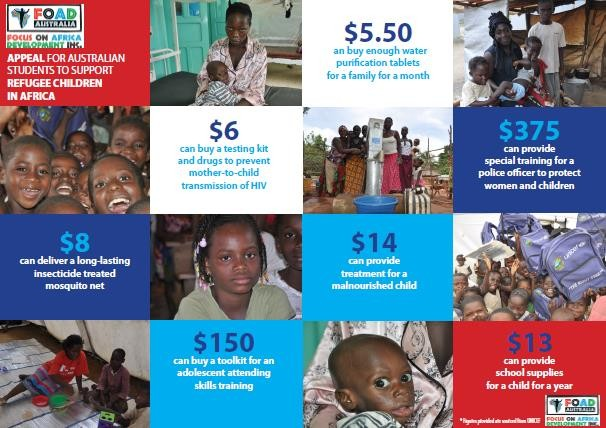 FOAD
AUSTRALIA
FOCUS ON AFRICA
DEVELOPMENT INC.
APPEAL FOR AUSTRALIAN
STUDENTS TO SUPPORT
REFUGEE CHILDREN
IN AFRICA
$5.50
an buy enough water
purification tablets
for a family for a month
$6
can buy a testing kit
and drugs to prevent
mother-to-child
transmission of HIV
$375
can provide
special training for a
police officer to protect
women and children
$8
can deliver a long-lasting
insecticide treated
mosquito net
$14
can provide
treatment for a
malnourished child
unicef
$150
can buy a toolkit for an
adolescent attending
skills training
$13
can provide
school supplies
for a child for a year
FOAD
AUSTRALIA
FOCUS ON AFRICA
DEVELOPMENT INC.
* Figures provided are sourced from UNICEF